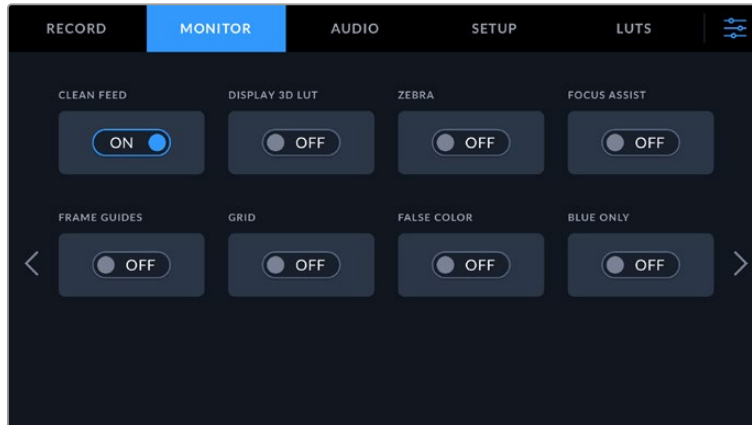 RECORD MONITOR AUDIO SETUP LUTS
CLEAN FEED DISPLAY 3D LUT ZEBRA FOCUS ASSIST
ON OFF OFF OFF
FRAME GUIDES GRID FALSE COLOR BLUE ONLY
OFF OFF OFF OFF